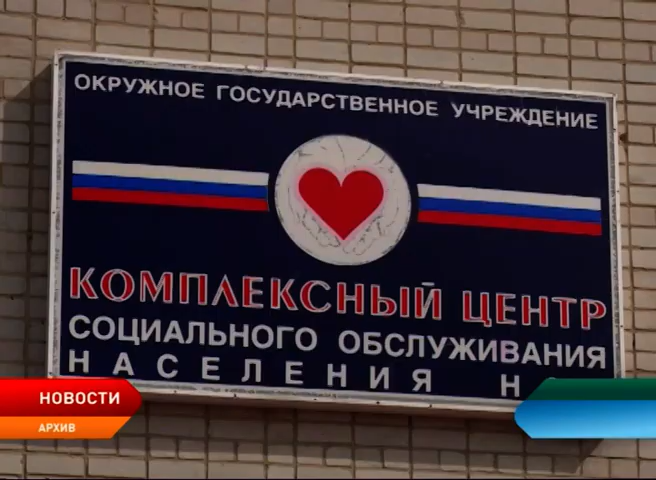 ОКРУЖНОЕ ГОСУДАРСТВЕННОЕ УЧРЕЖДЕНИЕ
КОМПЛЕКСНЫЙ ЦЕНТР
СОЦИАЛЬНОГО ОБСЛУЖИВАНИЯ
НАСЕЛЕНИЯ
НОВОСТИ
АРХИВ